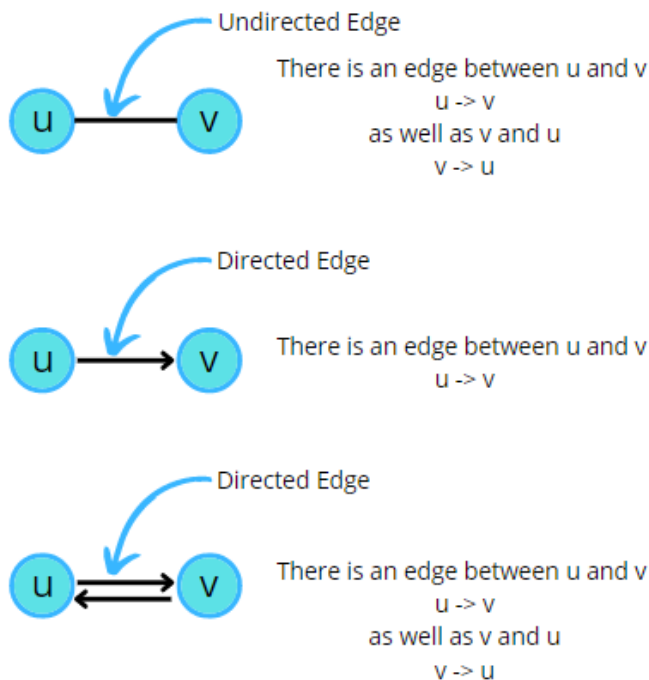 Undirected Edge
There is an edge between u and v
u -> v
as well as v and u
v -> u
u
v
Directed Edge
u
v
There is an edge between u and v
u -> v
Directed Edge
u
v
There is an edge between u and v
u -> v
as well as v and u
v -> u